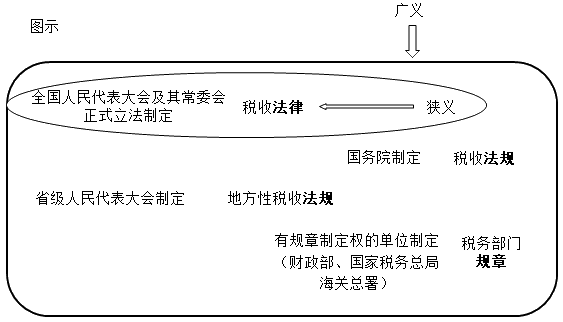 广义
图示
全国人民代表大会及其常委会
正式立法制定
税收法律
狭义
国务院制定
税收法规
省级人民代表大会制定
地方性税收法规
有规章制定权的单位制定
（财政部、国家税务总局
海关总署）
税务部门
规章